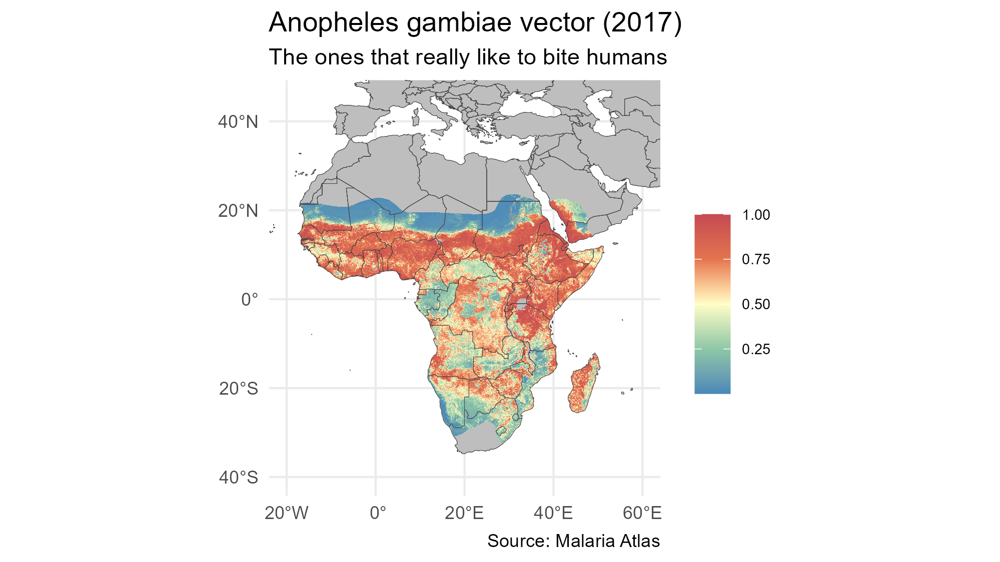 Anopheles gambiae vector (2017)
The ones that really like to bite humans
40°N
20°N
0°
20°S
40°S
20°W
0°
20°E
40°E
60°E
1.00
0.75
0.50
0.25
Source: Malaria Atlas